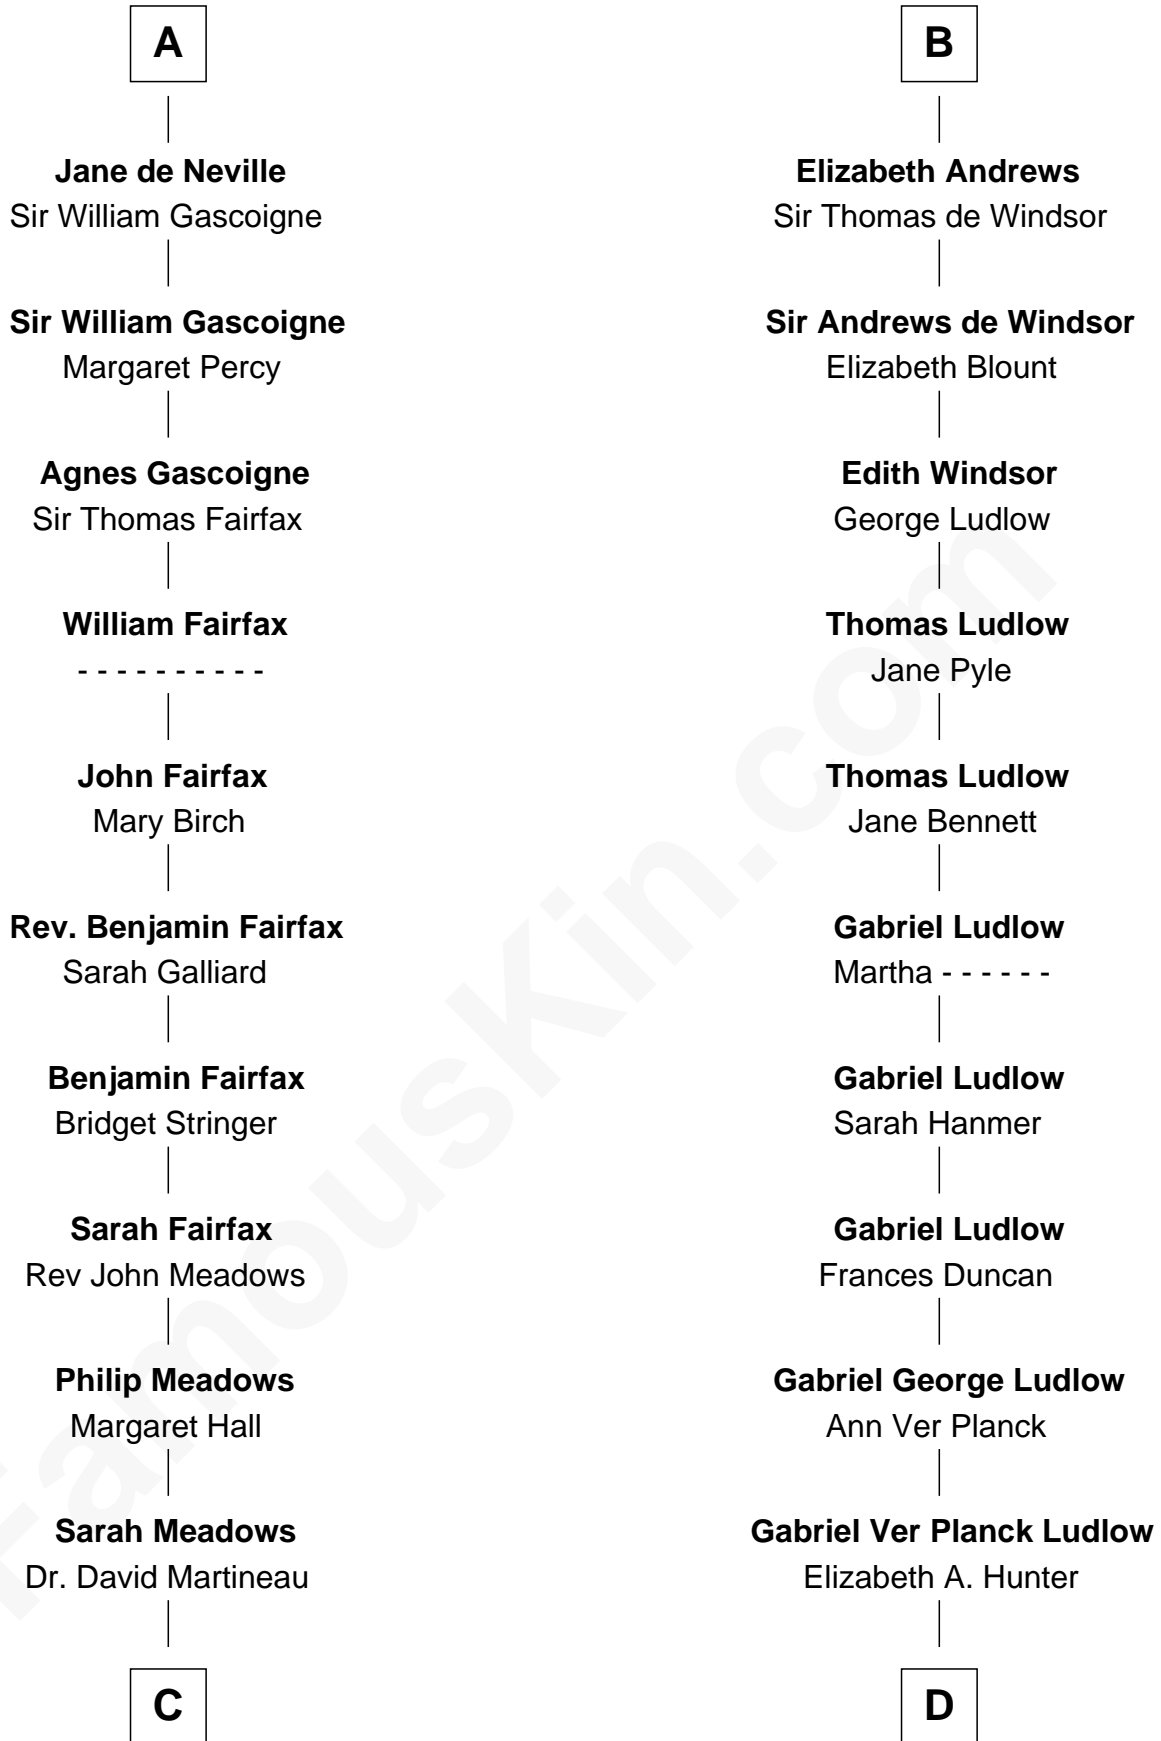 A
Jane de Neville
Sir William Gascoigne
Sir William Gascoigne
Margaret Percy
Agnes Gascoigne
Sir Thomas Fairfax
William Fairfax
- - - - - - - - - -
John Fairfax
Mary Birch
Rev. Benjamin Fairfax
Sarah Galliard
Benjamin Fairfax
Bridget Stringer
Sarah Fairfax
Rev John Meadows
Philip Meadows
Margaret Hall
Sarah Meadows
Dr. David Martineau
C
B
Elizabeth Andrews
Sir Thomas de Windsor
Sir Andrews de Windsor
Elizabeth Blount
Edith Windsor
George Ludlow
Thomas Ludlow
Jane Pyle
Thomas Ludlow
Jane Bennett
Gabriel Ludlow
Martha - - - - - -
Gabriel Ludlow
Sarah Hanmer
Gabriel Ludlow
Frances Duncan
Gabriel George Ludlow
Ann Ver Planck
Gabriel Ver Planck Ludlow
Elizabeth A. Hunter
D
FamousKin.com